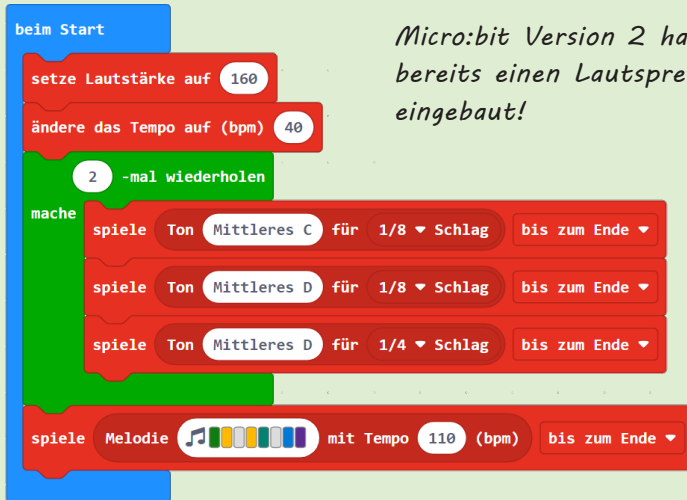 beim Start
Micro:bit Version 2
bereits einen
eingebaut!
setze Lautstärke auf 160
ändere das Tempo auf (bpm) 40
2 -mal wiederholen
mache
spiele Ton Mittleres C für 1/8 Schlag bis zum Ende
spiele Ton Mittleres D für 1/8 Schlag bis zum Ende
spiele Ton Mittleres D für 1/4 Schlag bis zum Ende
spiele Melodie mit Tempo 110 (bpm) bis zum Ende